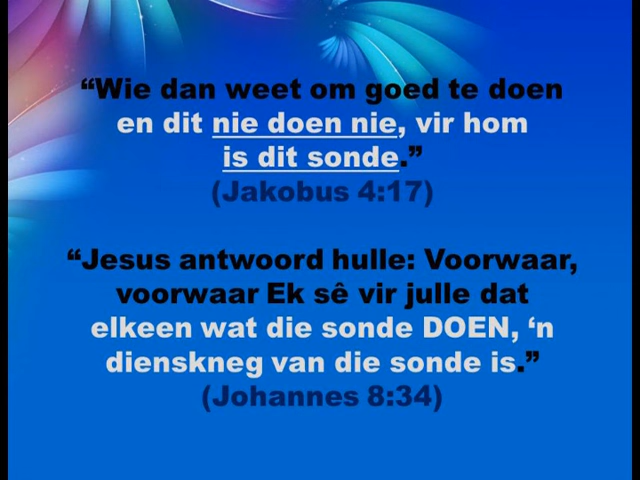 “Wie dan weet om goed te doen
en dit nie doen nie, vir hom
is dit sonde.”
(Jakobus 4:17)
“Jesus antwoord hulle: Voorwaar,
voorwaar Ek sê vir julle dat
elkeen wat die sonde DOEN, ‘n
dienskneg van die sonde is.”
(Johannes 8:34)